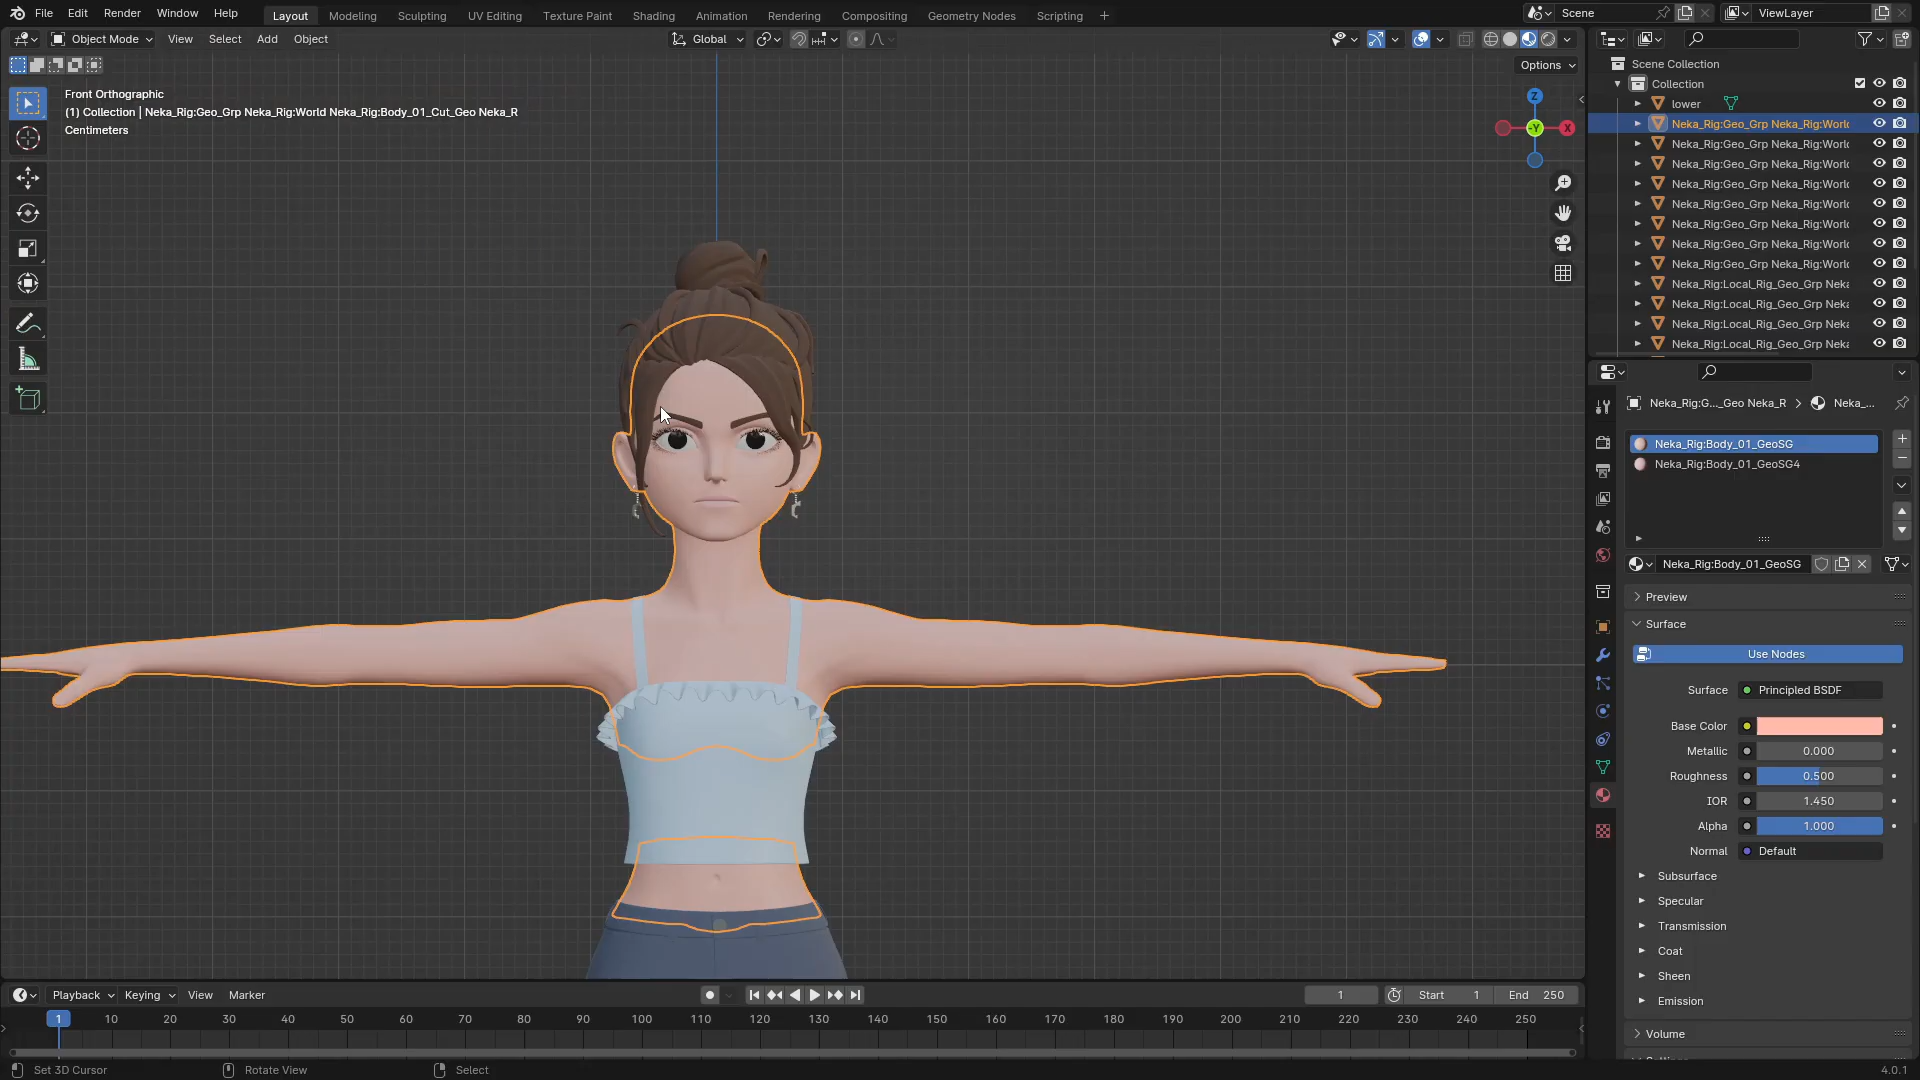 File Edit Render Window Help Layout Modeling Sculpting UV Editing Texture Paint Shading Animation Rendering Compositing Geometry Nodes Scripting + Scene ViewLayer
Object Mode View Select Add Object Global
Options
Front Orthographic
(1) Collection | Neka_Rig:Geo_Grp Neka_Rig:World Neka_Rig:Body_01_Cut_Geo Neka_R
Centimeters
Z
-Y
X
Scene Collection
Collection
lower
Neka_Rig:Geo_Grp Neka_Rig:Worl
Neka_Rig:Geo_Grp Neka_Rig:Worl
Neka_Rig:Geo_Grp Neka_Rig:Worl
Neka_Rig:Geo_Grp Neka_Rig:Worl
Neka_Rig:Geo_Grp Neka_Rig:Worl
Neka_Rig:Geo_Grp Neka_Rig:Worl
Neka_Rig:Geo_Grp Neka_Rig:Worl
Neka_Rig:Geo_Grp Neka_Rig:Worl
Neka_Rig:Local_Rig_Geo_Grp Neka
Neka_Rig:Local_Rig_Geo_Grp Neka
Neka_Rig:Local_Rig_Geo_Grp Neka
Neka_Rig:Local_Rig_Geo_Grp Neka
Neka_Rig:G..._Geo Neka_R > Neka_...
Neka_Rig:Body_01_GeoSG
Neka_Rig:Body_01_GeoSG4
Neka_Rig:Body_01_GeoSG
Preview
Surface
Use Nodes
Surface Principled BSDF
Base Color
Metallic 0.000
Roughness 0.500
IOR 1.450
Alpha 1.000
Normal Default
Subsurface
Specular
Transmission
Coat
Sheen
Emission
Volume
Playback Keying View Marker 1 Start 1 End 250
1 10 20 30 40 50 60 70 80 90 100 110 120 130 140 150 160 170 180 190 200 210 220 230 240 250
Set 3D Cursor Rotate View Select 4.0.1